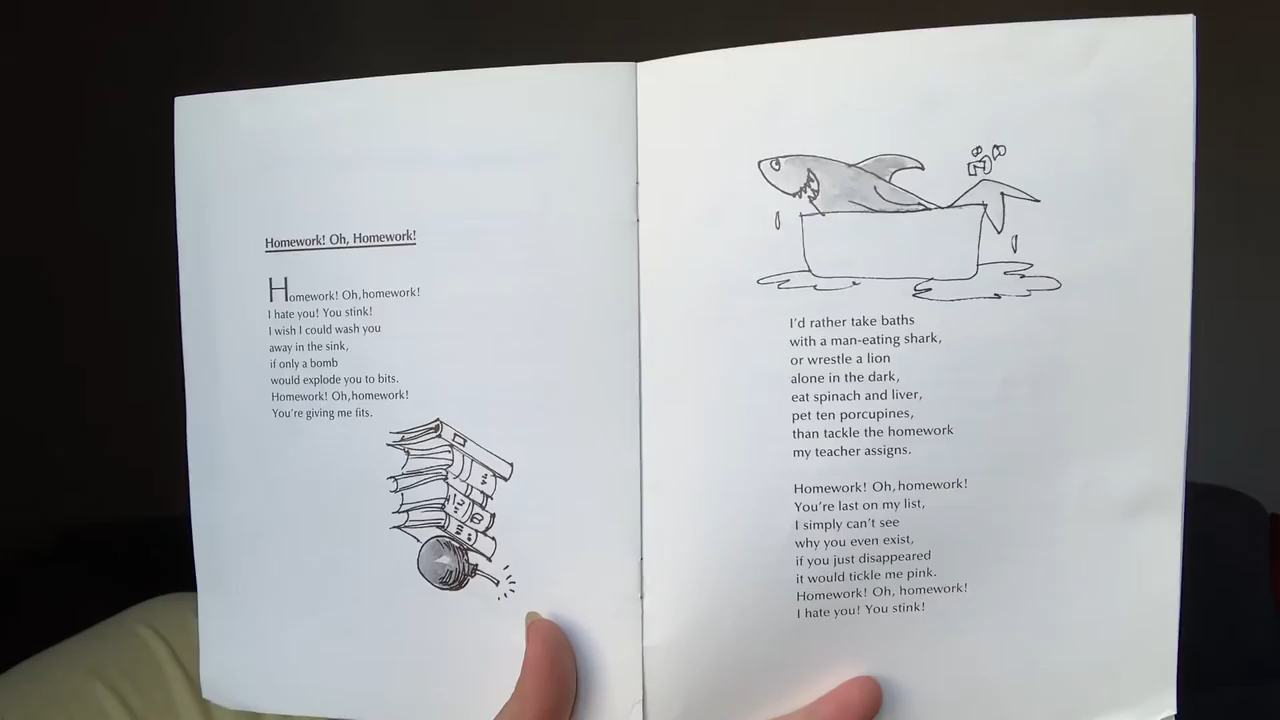 Homework! Oh, Homework!
Homework! Oh, homework!
I hate you! You stink!
I wish I could wash you
away in the sink,
if only a bomb
would explode you to bits.
Homework! Oh, homework!
You're giving me fits.
I'd rather take baths
with a man-eating shark,
or wrestle a lion
alone in the dark,
eat spinach and liver,
pet ten porcupines,
than tackle the homework
my teacher assigns.
Homework! Oh, homework!
You're last on my list,
I simply can't see
why you even exist,
if you just disappeared
it would tickle me pink.
Homework! Oh, homework!
I hate you! You stink!